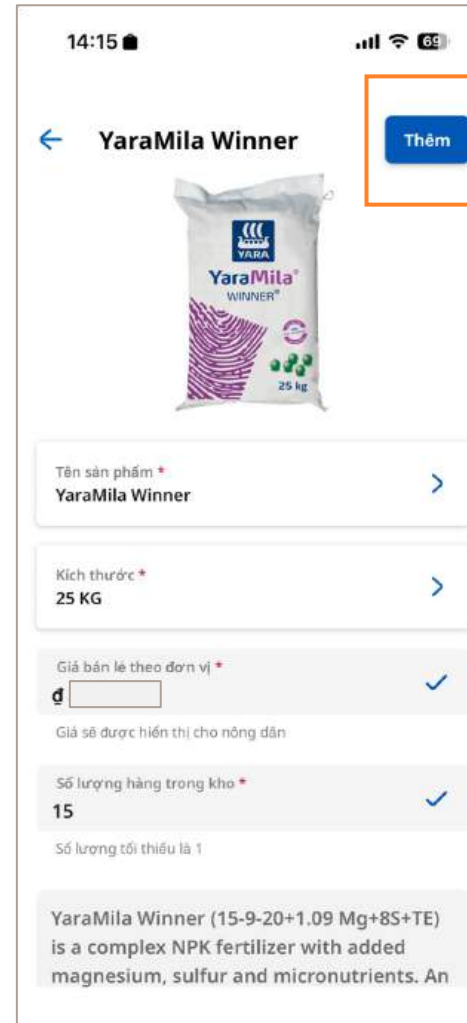 14:15
69
YaraMila Winner
Thêm
YARA
YaraMila®
WINNER®
25 kg
Tên sản phẩm *
YaraMila Winner
Kích thước *
25 KG
Giá bán lẻ theo đơn vị *
₫
Giá sẽ được hiển thị cho nông dân
Số lượng hàng trong kho *
15
Số lượng tối thiểu là 1
YaraMila Winner (15-9-20+1.09 Mg+8S+TE)
is a complex NPK fertilizer with added
magnesium, sulfur and micronutrients. An